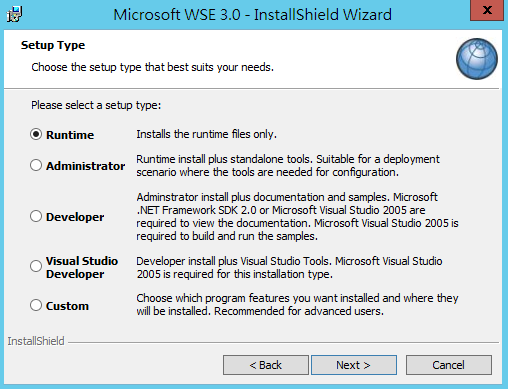 Microsoft WSE 3.0 - InstallShield Wizard
x
Setup Type
Choose the setup type that best suits your needs.
Please select a setup type:
Runtime
Installs the runtime files only.
Administrator
Runtime install plus standalone tools. Suitable for a deployment
scenario where the tools are needed for configuration.
Developer
Adminstrator install plus documentation and samples. Microsoft
.NET Framework SDK 2.0 or Microsoft Visual Studio 2005 are
required to view the documentation. Microsoft Visual Studio 2005 is
required to build and run the samples.
Visual Studio
Developer
Developer install plus Visual Studio Tools. Microsoft Visual Studio
2005 is required for this installation type.
Custom
Choose which program features you want installed and where they
will be installed. Recommended for advanced users.
InstallShield
< Back
Next >
Cancel